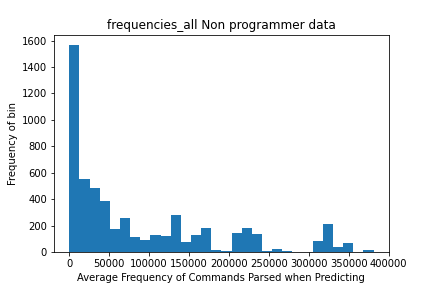 frequencies_all Non programmer data
1600
1400
1200
1000
800
600
400
200
0
0 50000 100000 150000 200000 250000 300000 350000 400000
Average Frequency of Commands Parsed when Predicting
Frequency of bin